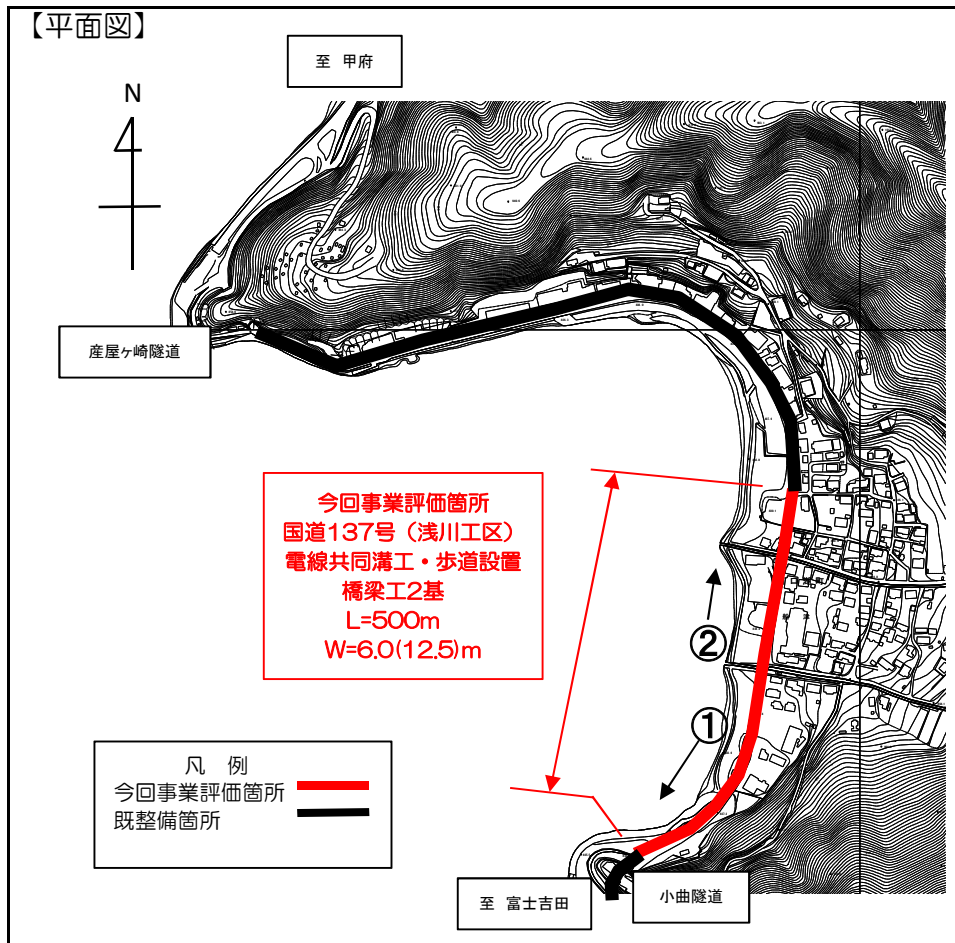 【平面図】
至 甲府
N
産屋ヶ崎隧道
今回事業評価箇所
国道137号（浅川工区）
電線共同溝工・歩道設置
橋梁工2基
L=500m
W=6.0(12.5)m
②
①
凡 例
今回事業評価箇所
既整備箇所
至 富士吉田
小曲隧道